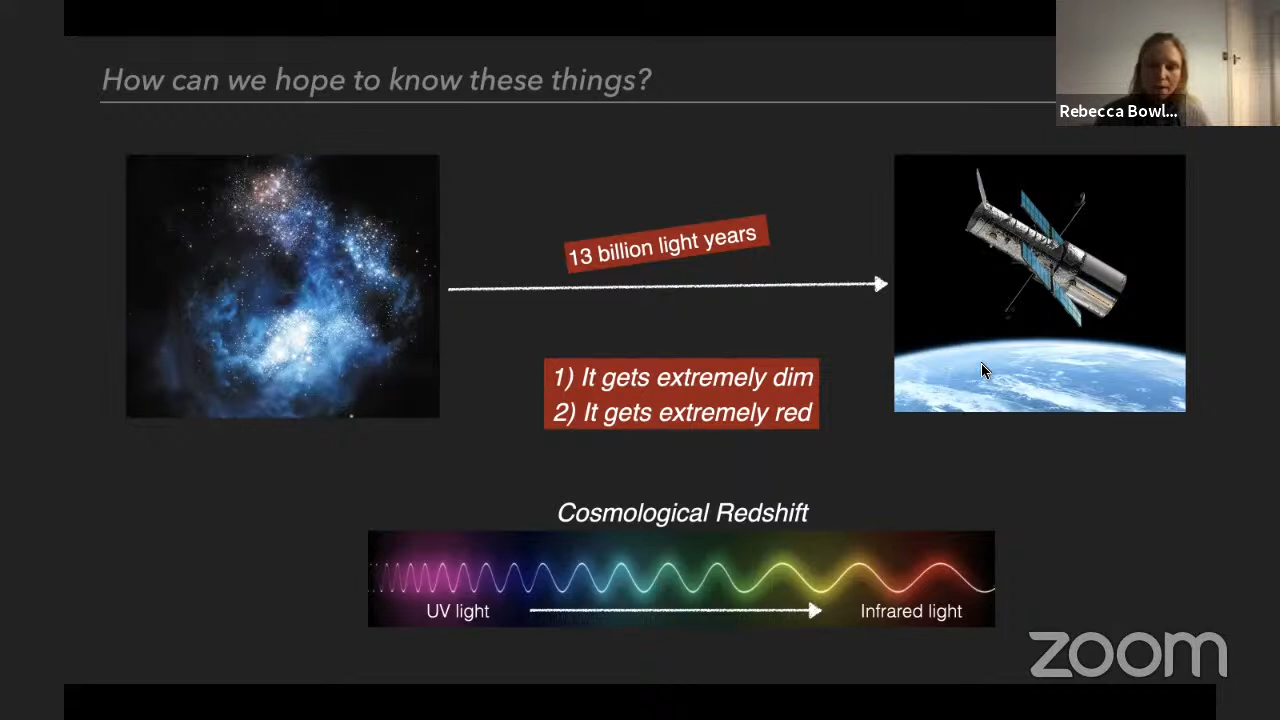 How can we hope to know these things?
Rebecca Bowl...
13 billion light years
1) It gets extremely dim
2) It gets extremely red
Cosmological Redshift
UV light
Infrared light
zoom